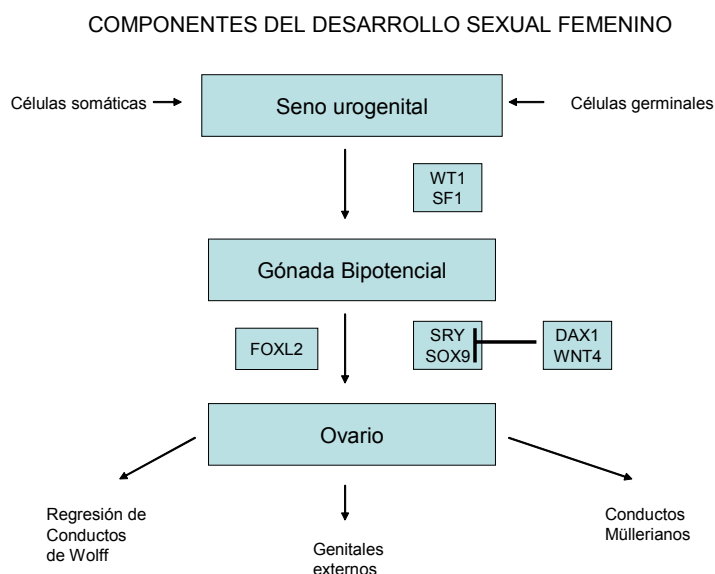 COMPONENTES DEL DESARROLLO SEXUAL FEMENINO
Células somáticas
Seno urogenital
Células germinales
WT1
SF1
Gónada Bipotencial
FOXL2
SRY
SOX9
DAX1
WNT4
Ovario
Regresión de
Conductos
de Wolff
Genitales
externos
Conductos
Müllerianos